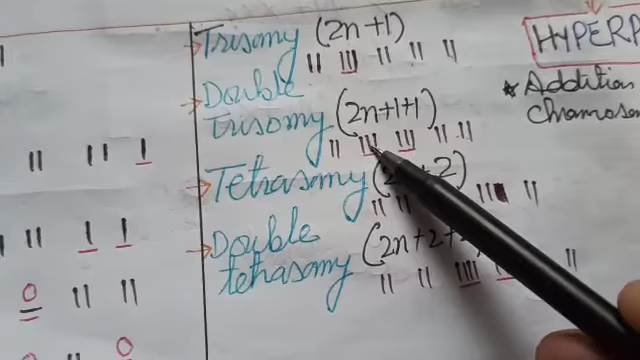 Trisomy (2n+1)
Double
Trisomy (2n+1+1)
Tetrasomy
Double
tetrasomy (2n+2+
HYPERP
* Addition
chromosom